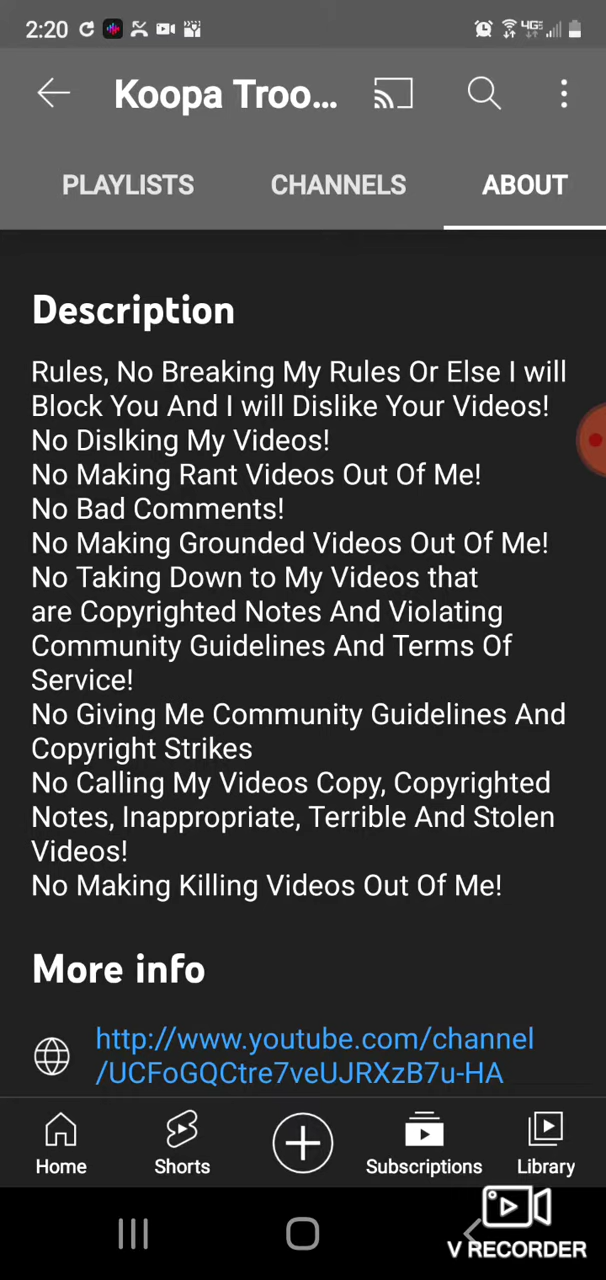 2:20
4G
Koopa Troo...
PLAYLISTS CHANNELS ABOUT
Description
Rules, No Breaking My Rules Or Else I will
Block You And I will Dislike Your Videos!
No Dislking My Videos!
No Making Rant Videos Out Of Me!
No Bad Comments!
No Making Grounded Videos Out Of Me!
No Taking Down to My Videos that
are Copyrighted Notes And Violating
Community Guidelines And Terms Of
Service!
No Giving Me Community Guidelines And
Copyright Strikes
No Calling My Videos Copy, Copyrighted
Notes, Inappropriate, Terrible And Stolen
Videos!
No Making Killing Videos Out Of Me!
More info
http://www.youtube.com/channel
/UCFoGQCtre7veUJRXzB7u-HA
Home Shorts Subscriptions Library
V RECORDER